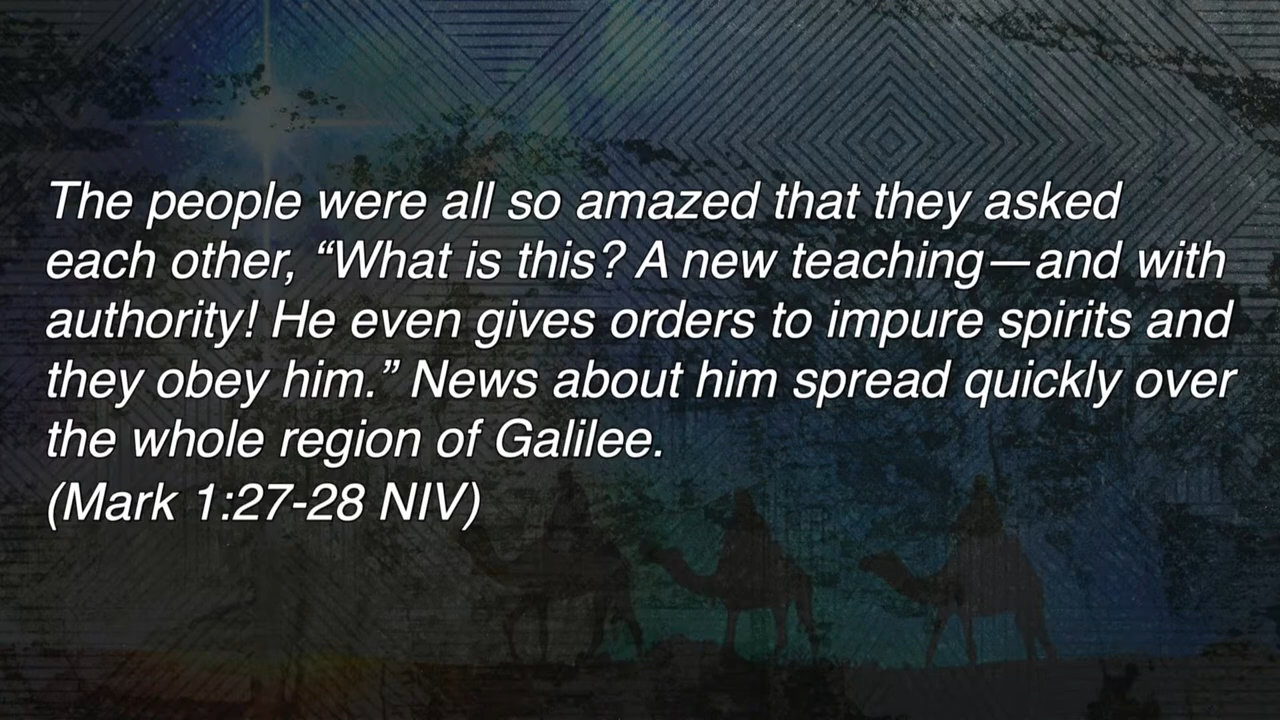 The people were all so amazed that they asked
each other, “What is this? A new teaching—and with
authority! He even gives orders to impure spirits and
they obey him.” News about him spread quickly over
the whole region of Galilee.
(Mark 1:27-28 NIV)